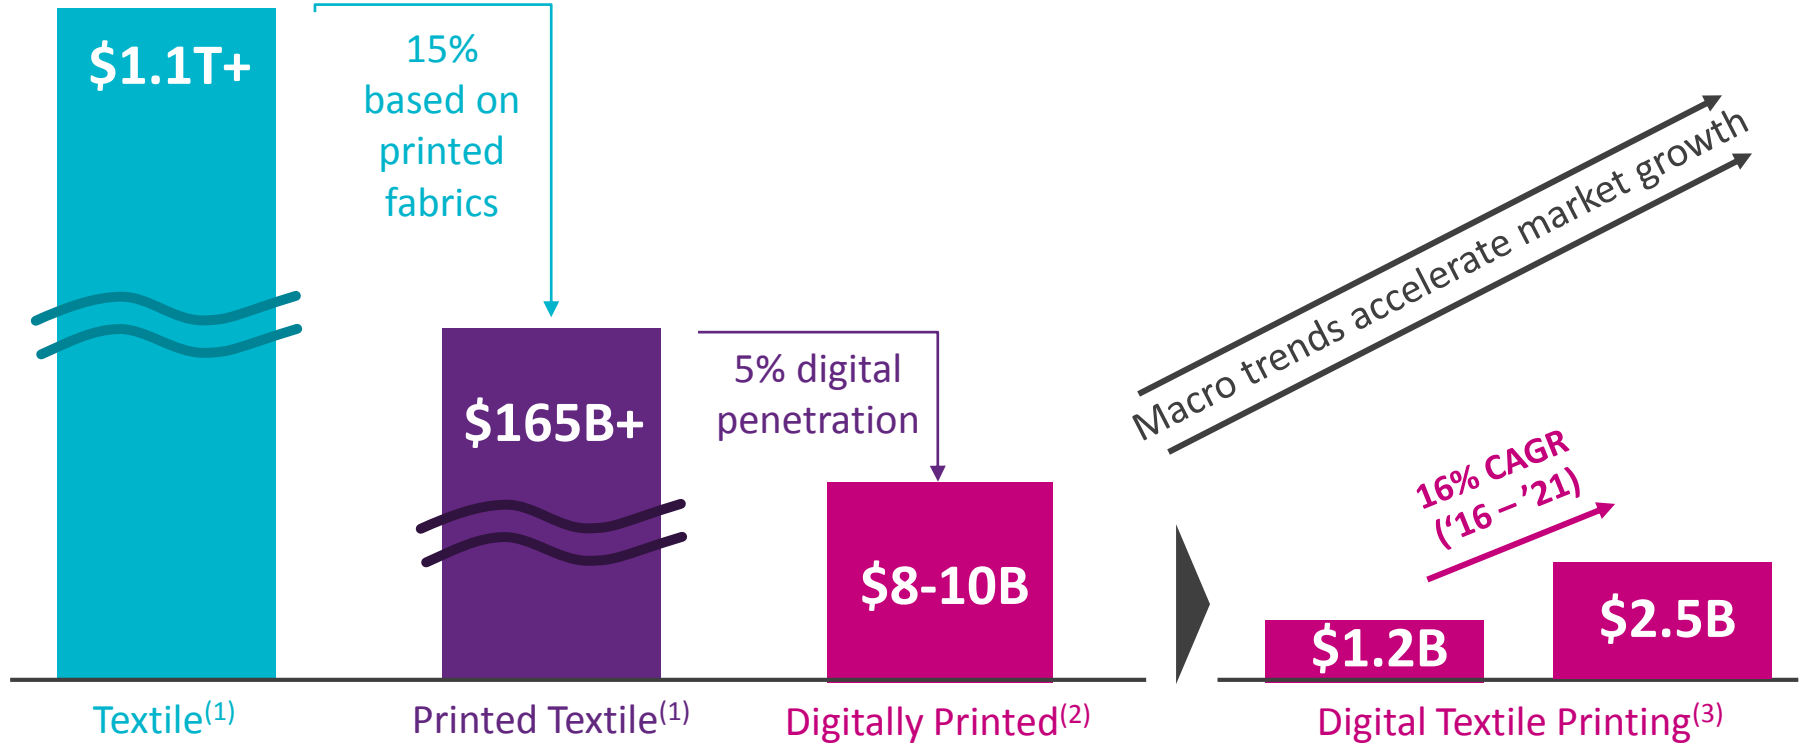 $1.1T+
15%
based on
printed
fabrics
$165B+
5% digital
penetration
$8-10B
Macro trends accelerate market growth
16% CAGR
(‘16 – ’21)
$1.2B
$2.5B
Textile(1)
Printed Textile(1)
Digitally Printed(2)
Digital Textile Printing(3)